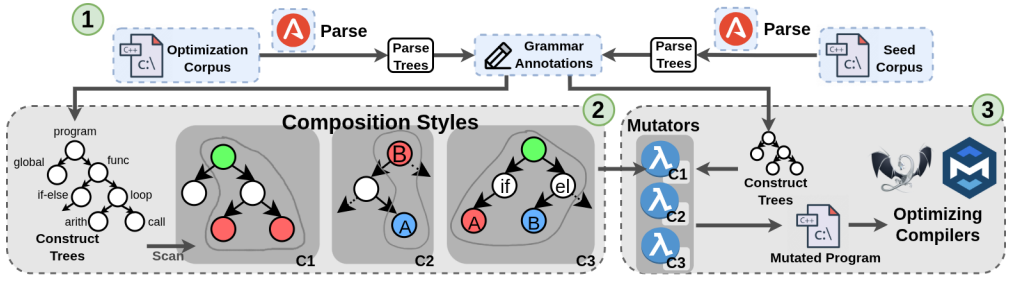 1
Parse
Optimization
Corpus
C++
C:\
Parse
Trees
Grammar
Annotations
Parse
Trees
Parse
Seed
Corpus
C++
C:\
2
Composition Styles
program
global
func
if-else
loop
arith
call
Construct
Trees
Scan
C1
B
A
C2
if
el
A
B
C3
3
Mutators
λ
C1
λ
C2
λ
C3
Construct
Trees
C++
C:\
Mutated Program
Optimizing
Compilers